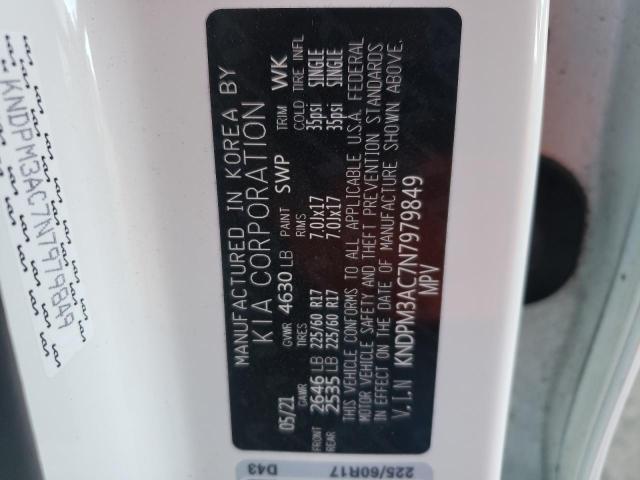 MANUFACTURED IN KOREA BY
KIA CORPORATION
05/21 GVWR 4630 LB PAINT SWP TRIM WK
GAWR TIRES RIMS COLD TIRE INFL
FRONT 2646 LB 225/60 R17 7.0JX17 35psi SINGLE
REAR 2535 LB 225/60 R17 7.0JX17 35psi SINGLE
THIS VEHICLE CONFORMS TO ALL APPLICABLE U.S.A. FEDERAL
MOTOR VEHICLE SAFETY AND THEFT PREVENTION STANDARDS
IN EFFECT ON THE DATE OF MANUFACTURE SHOWN ABOVE.
V.I.N KNDPM3AC7N7979849
MPV
KNDPM3AC7N7979849
D43
225/60R17